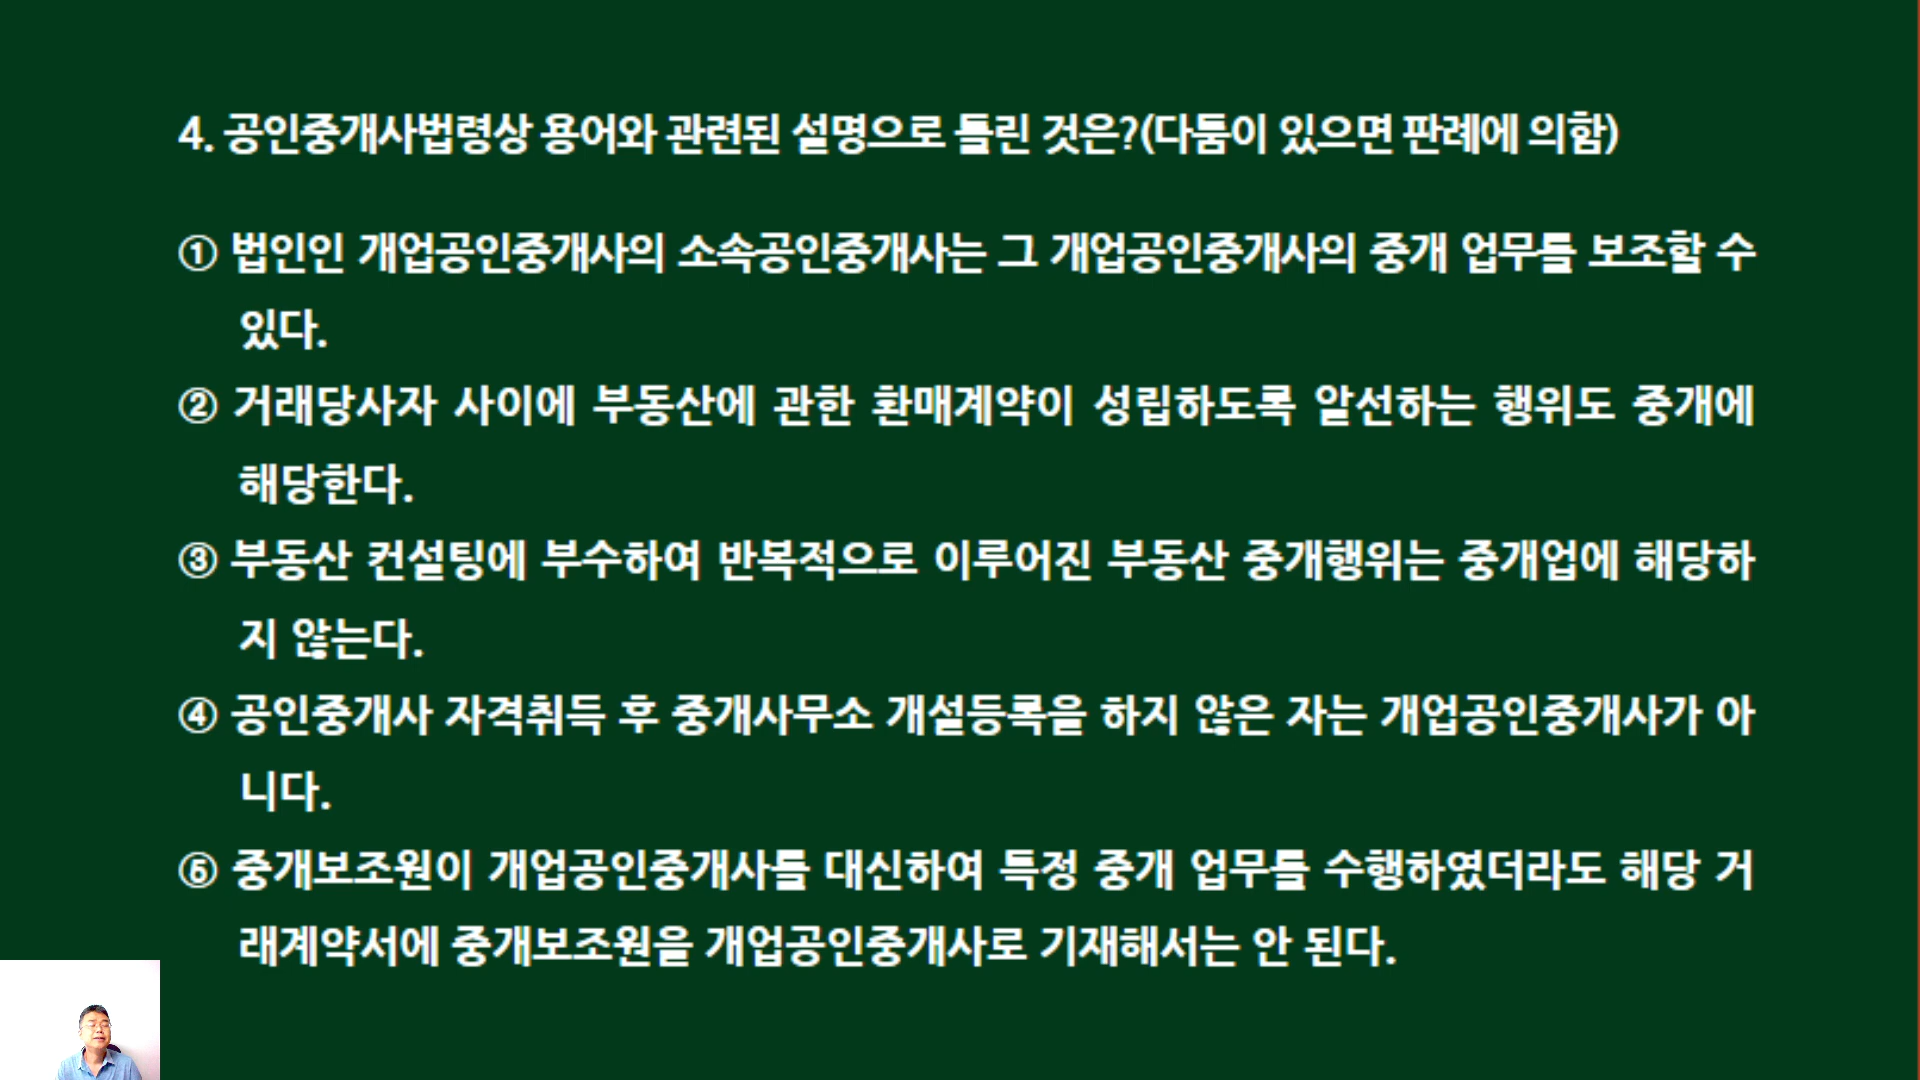 4. 공인중개사법령상 용어와 관련된 설명으로 틀린 것은?(다툼이 있으면 판례에 의함)
① 법인인 개업공인중개사의 소속공인중개사는 그 개업공인중개사의 중개 업무를 보조할 수
있다.
② 거래당사자 사이에 부동산에 관한 환매계약이 성립하도록 알선하는 행위도 중개에
해당한다.
③ 부동산 컨설팅에 부수하여 반복적으로 이루어진 부동산 중개행위는 중개업에 해당하
지 않는다.
④ 공인중개사 자격취득 후 중개사무소 개설등록을 하지 않은 자는 개업공인중개사가 아
니다.
⑤ 중개보조원이 개업공인중개사를 대신하여 특정 중개 업무를 수행하였더라도 해당 거
래계약서에 중개보조원을 개업공인중개사로 기재해서는 안 된다.